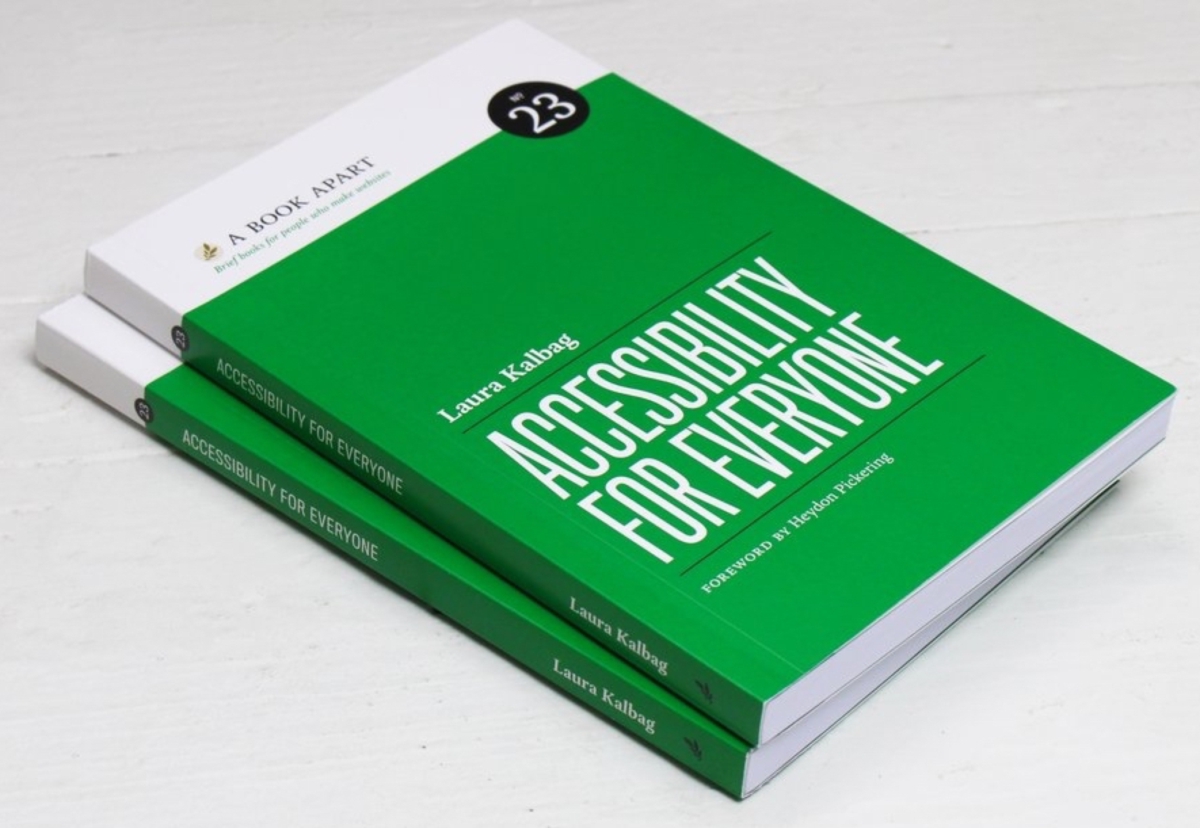 Nº
23
A BOOK APART
Brief books for people who make websites
Laura Kalbag
ACCESSIBILITY
FOR EVERYONE
FOREWORD BY Heydon Pickering
23
ACCESSIBILITY FOR EVERYONE
Laura Kalbag
23
ACCESSIBILITY FOR EVERYONE
Laura Kalbag